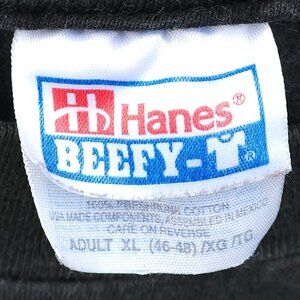 Hanes®
BEEFY-T®
100% PRESHRUNK COTTON
USA MADE COMPONENTS, ASSEMBLED IN MEXICO
CARE ON REVERSE
ADULT XL (46-48)/XG/TG